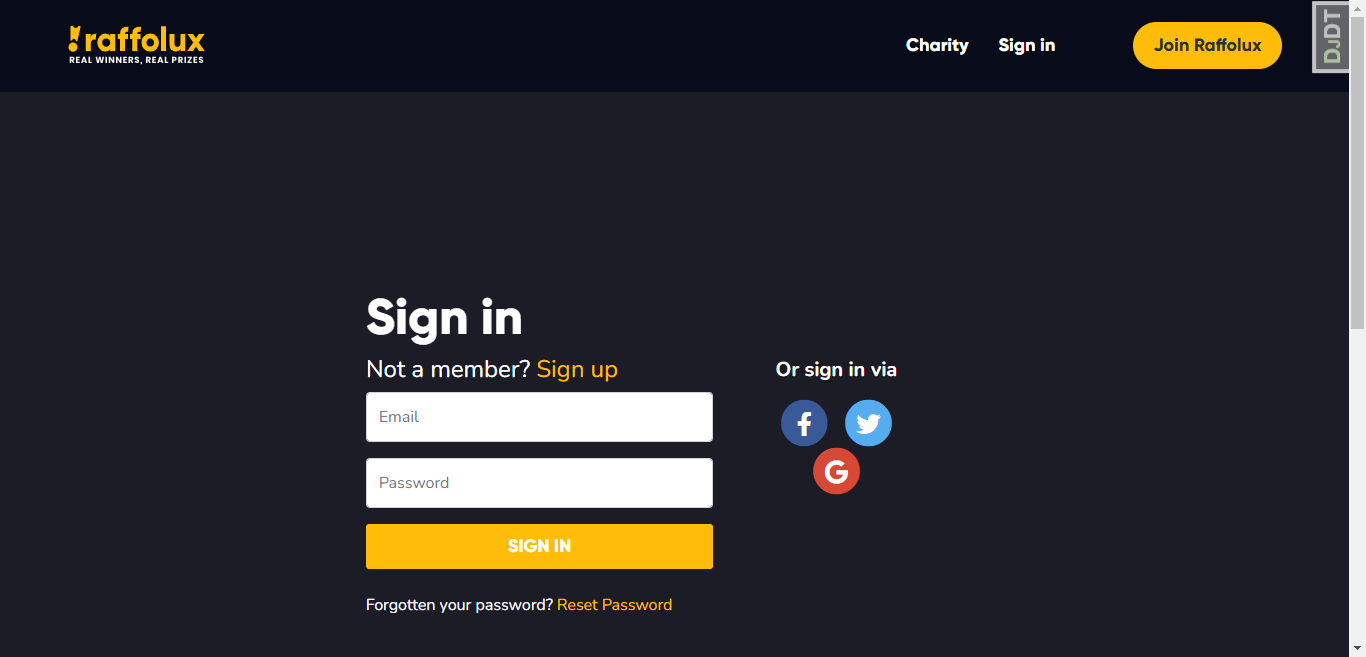 raffolux
REAL WINNERS, REAL PRIZES
Charity
Sign in
Join Raffolux
DjDT
Sign in
Not a member? Sign up
Email
Password
SIGN IN
Forgotten your password? Reset Password
Or sign in via